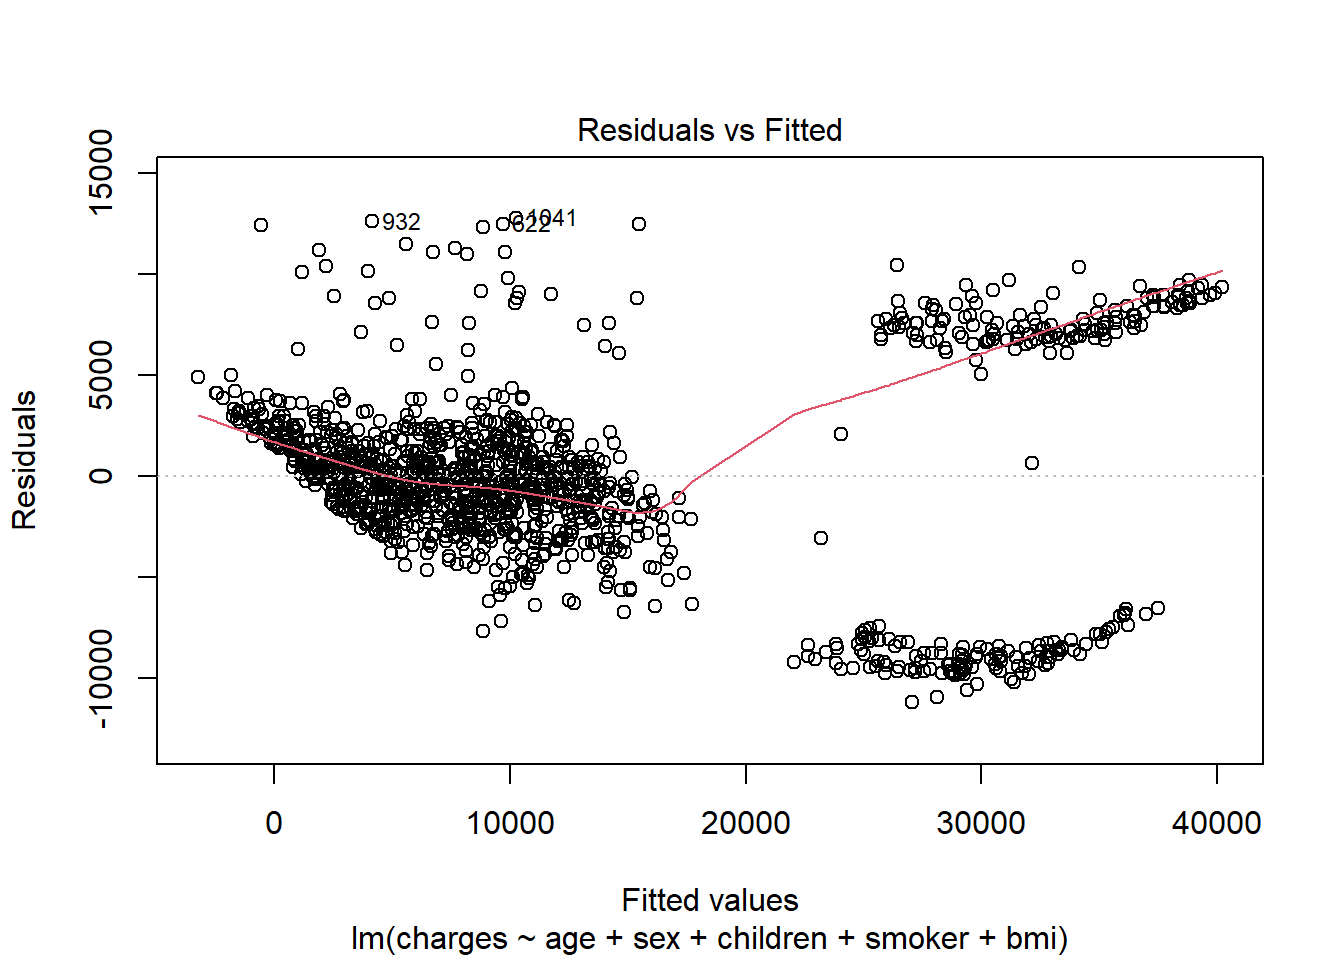 Residuals vs Fitted
15000
5000
0
-10000
Residuals
932
1041
622
0 10000 20000 30000 40000
Fitted values
lm(charges ~ age + sex + children + smoker + bmi)